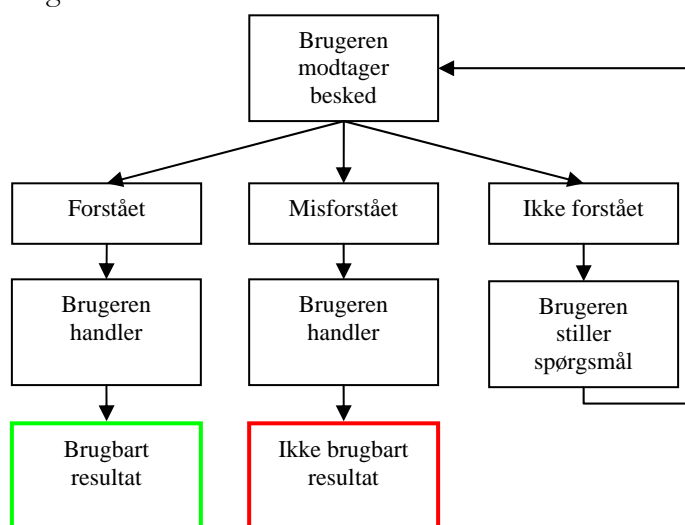 Brugeren
modtager
besked
Forstået
Misforstået
Ikke forstået
Brugeren
handler
Brugeren
handler
Brugeren
stiller
spørgsmål
Brugbart
resultat
Ikke brugbart
resultat